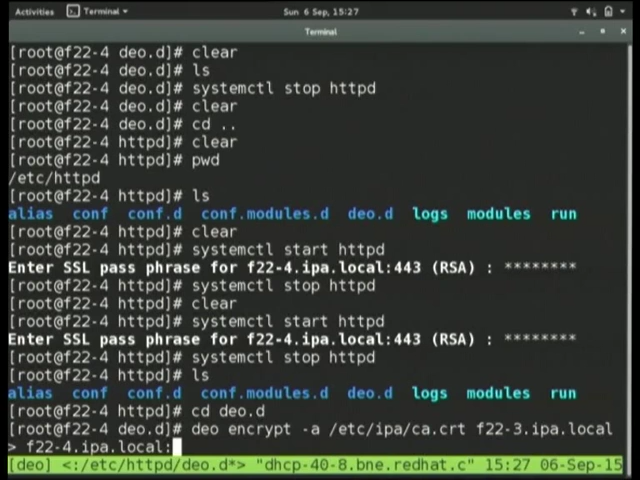 Activities Terminal Sun 6 Sep, 15:27
Terminal
[root@f22-4 deo.d]# clear
[root@f22-4 deo.d]# ls
[root@f22-4 deo.d]# systemctl stop httpd
[root@f22-4 deo.d]# clear
[root@f22-4 deo.d]# cd ..
[root@f22-4 httpd]# clear
[root@f22-4 httpd]# pwd
/etc/httpd
[root@f22-4 httpd]# ls
alias conf conf.d conf.modules.d deo.d logs modules run
[root@f22-4 httpd]# clear
[root@f22-4 httpd]# systemctl start httpd
Enter SSL pass phrase for f22-4.ipa.local:443 (RSA) : ********
[root@f22-4 httpd]# systemctl stop httpd
[root@f22-4 httpd]# clear
[root@f22-4 httpd]# systemctl start httpd
Enter SSL pass phrase for f22-4.ipa.local:443 (RSA) : ********
[root@f22-4 httpd]# systemctl stop httpd
[root@f22-4 httpd]# ls
alias conf conf.d conf.modules.d deo.d logs modules run
[root@f22-4 httpd]# cd deo.d
[root@f22-4 deo.d]# deo encrypt -a /etc/ipa/ca.crt f22-3.ipa.local
> f22-4.ipa.local:
[deo] <:/etc/httpd/deo.d*> "dhcp-40-8.bne.redhat.c" 15:27 06-Sep-15